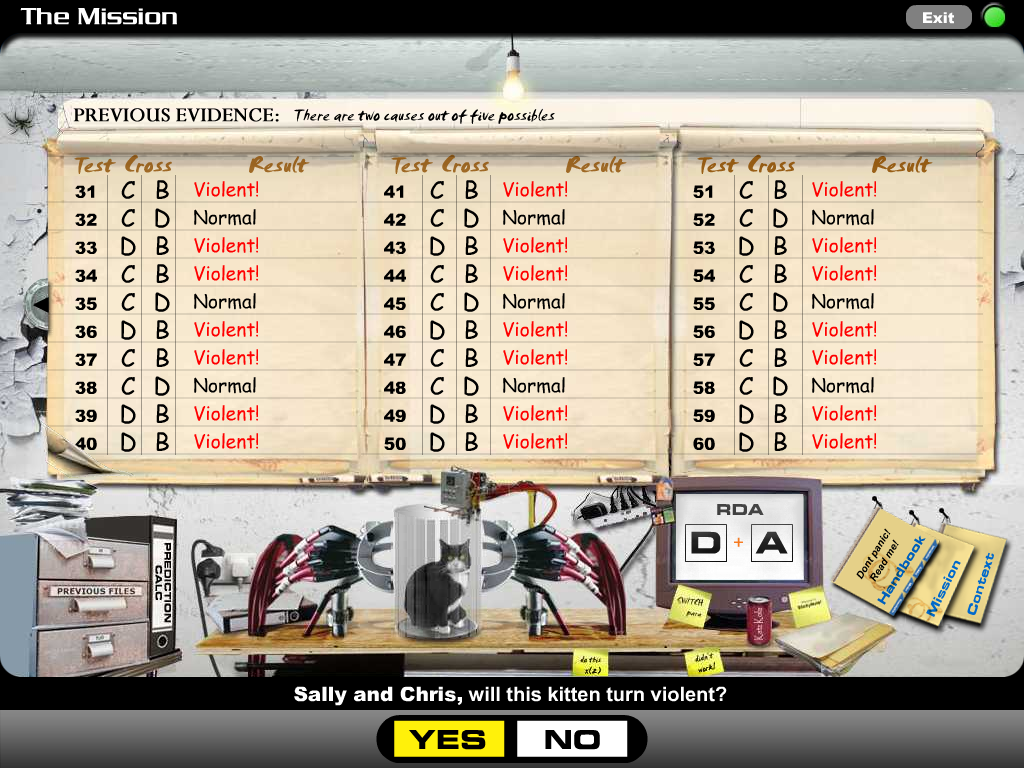 The Mission
Exit
PREVIOUS EVIDENCE: There are two causes out of five possibles
Test Cross Result
31 C B Violent!
32 C D Normal
33 D B Violent!
34 C B Violent!
35 C D Normal
36 D B Violent!
37 C B Violent!
38 C D Normal
39 D B Violent!
40 D B Violent!
Test Cross Result
41 C B Violent!
42 C D Normal
43 D B Violent!
44 C B Violent!
45 C D Normal
46 D B Violent!
47 C B Violent!
48 C D Normal
49 D B Violent!
50 D B Violent!
Test Cross Result
51 C B Violent!
52 C D Normal
53 D B Violent!
54 C B Violent!
55 C D Normal
56 D B Violent!
57 C B Violent!
58 C D Normal
59 D B Violent!
60 D B Violent!
PREVIOUS FILES
PREDICTION
CALC
RDA
D + A
SWITCH
Kute Kola
do this
didn't
work!
Dont panic!
Read me!
Handbook
Mission
Context
Sally and Chris, will this kitten turn violent?
YES
NO